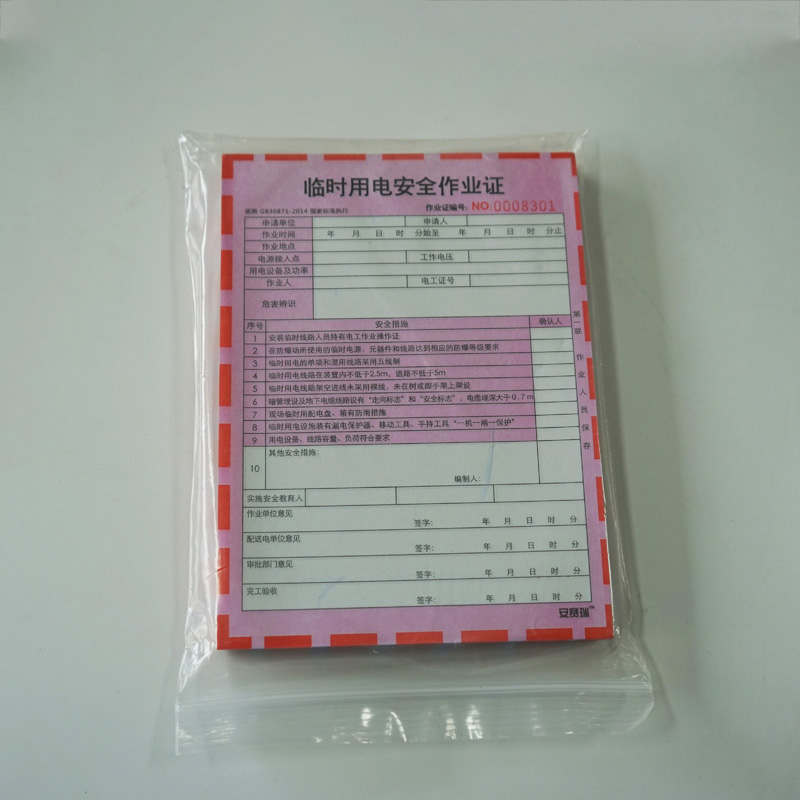 临时用电安全作业证
依照 GB30871-2014 国家标准执行 作业证编号: NO:0008301
申请单位 申请人
作业时间 年 月 日 时 分始至 年 月 日 时 分止
作业地点
电源接入点 工作电压
用电设备及功率
作业人 电工证号
危害辨识
序号 安全措施 确认人
1 安装临时线路人员持有电工作业操作证
2 在防爆场所使用的临时电源、元器件和线路达到相应的防爆等级要求
3 临时用电的单项和混用线路采用五线制
4 临时用电线路在装置内不低于2.5m，道路不低于5m
5 临时用电线路架空进线未采用裸线、未在树或脚手架上架设
6 暗管埋设及地下电缆线路设有“走向标志”和“安全标志”，电缆埋深大于0.7m
7 现场临时用配电盘、箱有防雨措施
8 临时用电设施装有漏电保护器，移动工具、手持工具“一机一闸一保护”
9 用电设备、线路容量、负荷符合要求
10 其他安全措施:
编制人:
实施安全教育人
作业单位意见
签字: 年 月 日 时 分
配送电单位意见
签字: 年 月 日 时 分
审批部门意见
签字: 年 月 日 时 分
完工验收
签字: 年 月 日 时 分
安赛瑞™
第一联 作业人员保存